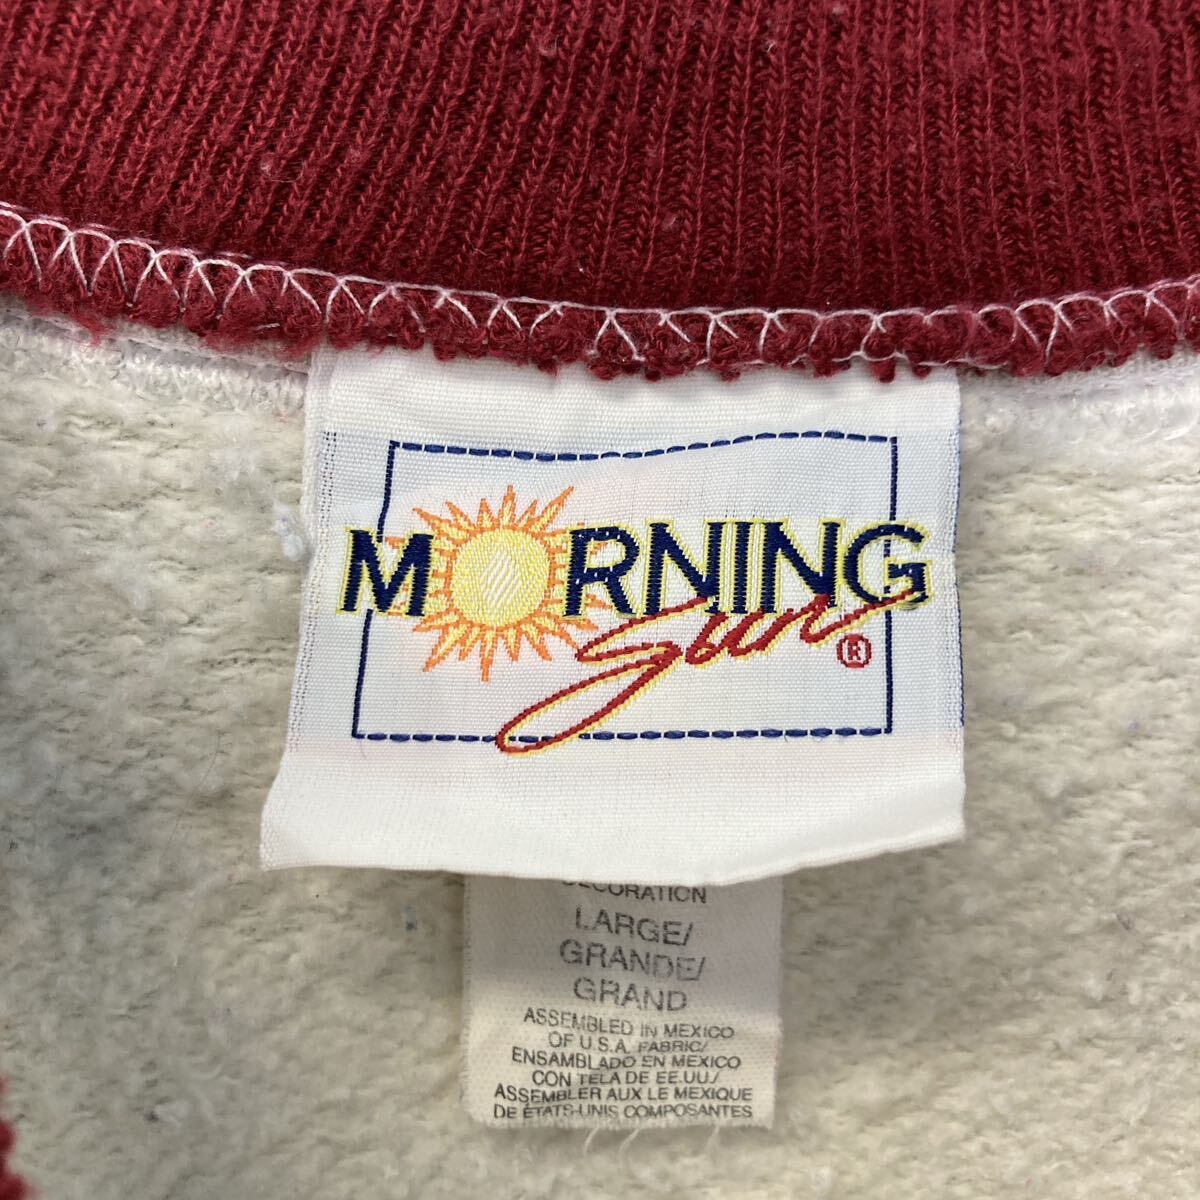 MORNING
Sun®
DECORATION
LARGE/
GRANDE/
GRAND
ASSEMBLED IN MEXICO
OF U.S.A. FABRIC/
ENSAMBLADO EN MEXICO
CON TELA DE EE.UU./
ASSEMBLER AUX LE MEXIQUE
DE ÉTATS-UNIS COMPOSANTES